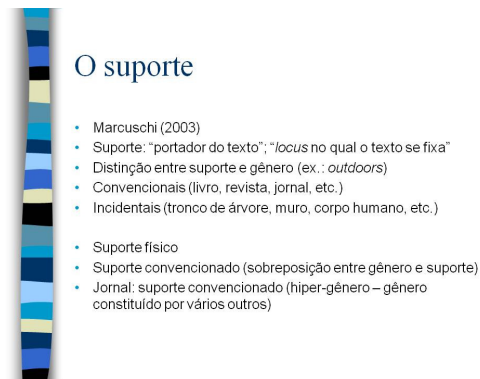 O suporte
• Marcuschi (2003)
• Suporte: “portador do texto”; “locus no qual o texto se fixa”
• Distinção entre suporte e gênero (ex.: outdoors)
• Convencionais (livro, revista, jornal, etc.)
• Incidentais (tronco de árvore, muro, corpo humano, etc.)
• Suporte físico
• Suporte convencionado (sobreposição entre gênero e suporte)
• Jornal: suporte convencionado (hiper-gênero – gênero
constituído por vários outros)